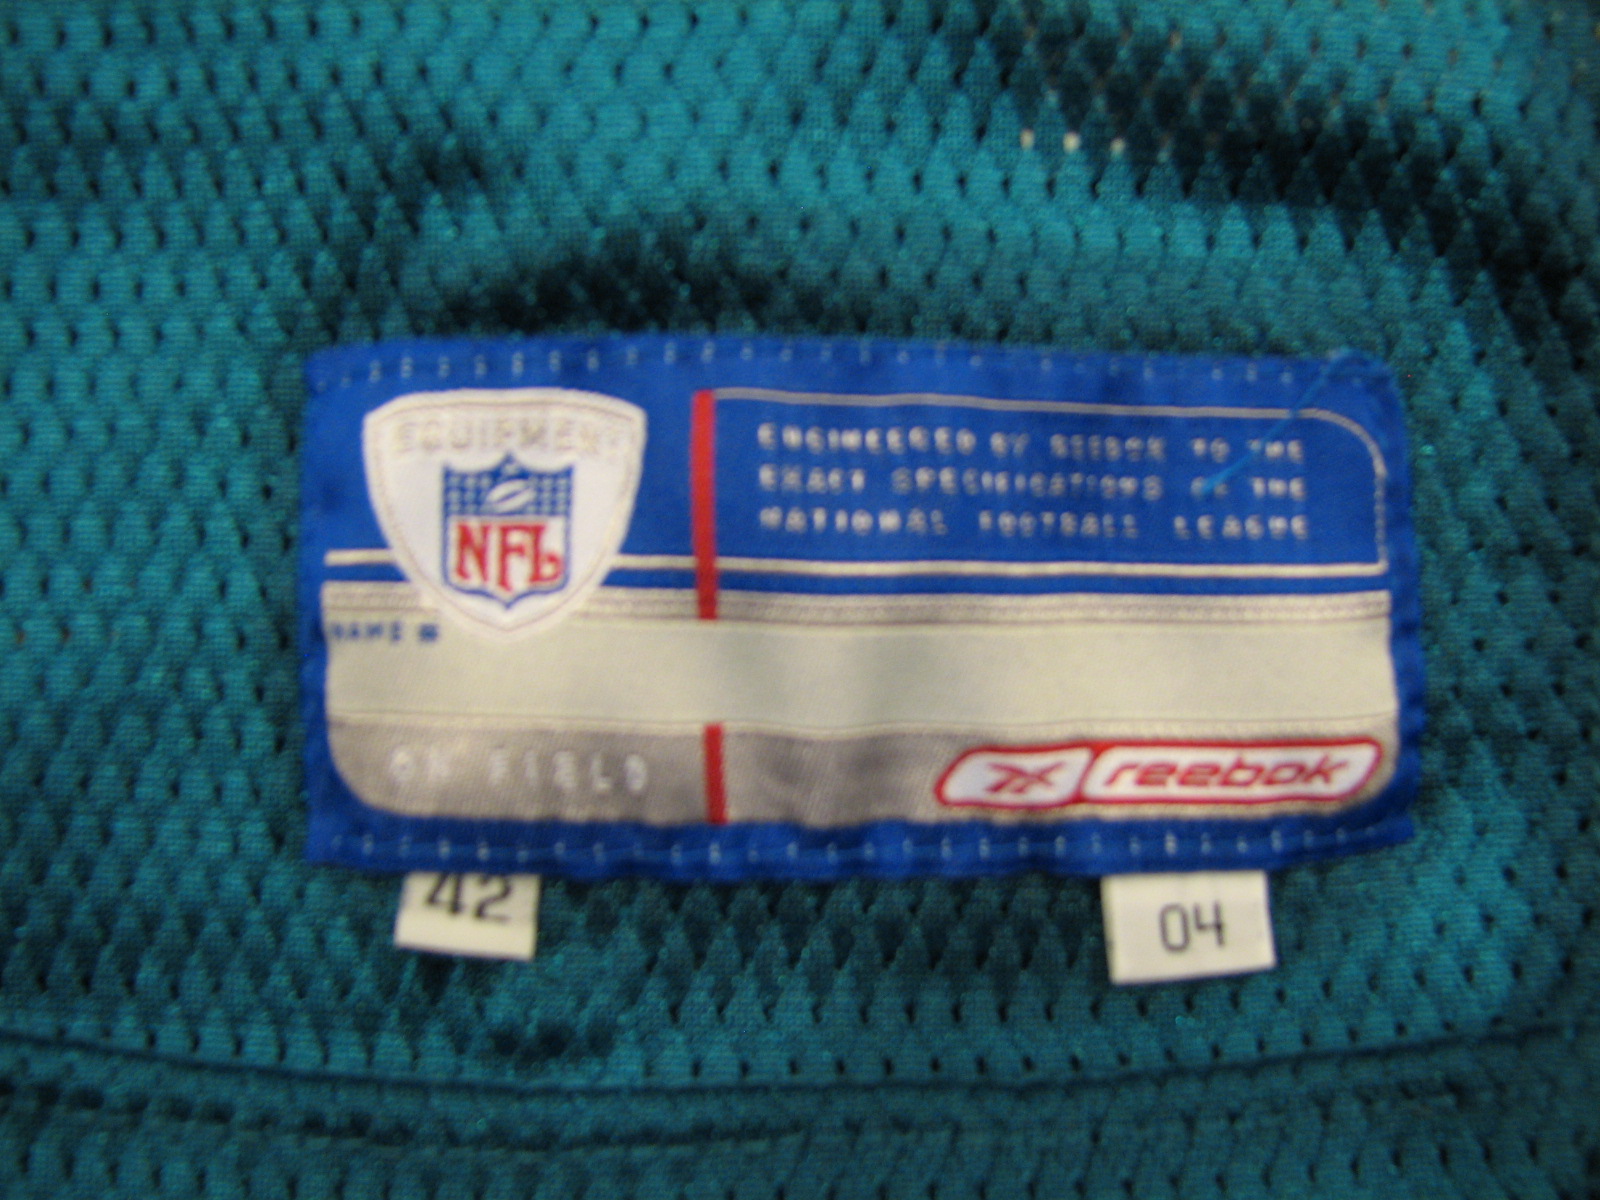 EQUIPMENT
NFL
ENGINEERED BY REEBOK TO THE
EXACT SPECIFICATIONS OF THE
NATIONAL FOOTBALL LEAGUE
NAME #
ON FIELD
reebok
42
04